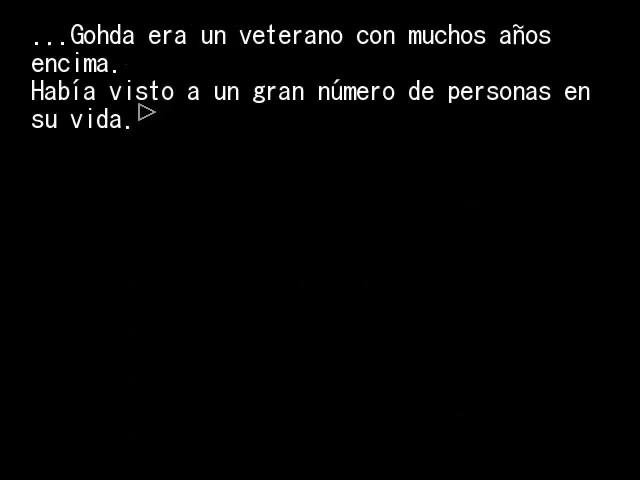 ...Gohda era un veterano con muchos años
encima.
Había visto a un gran número de personas en
su vida.